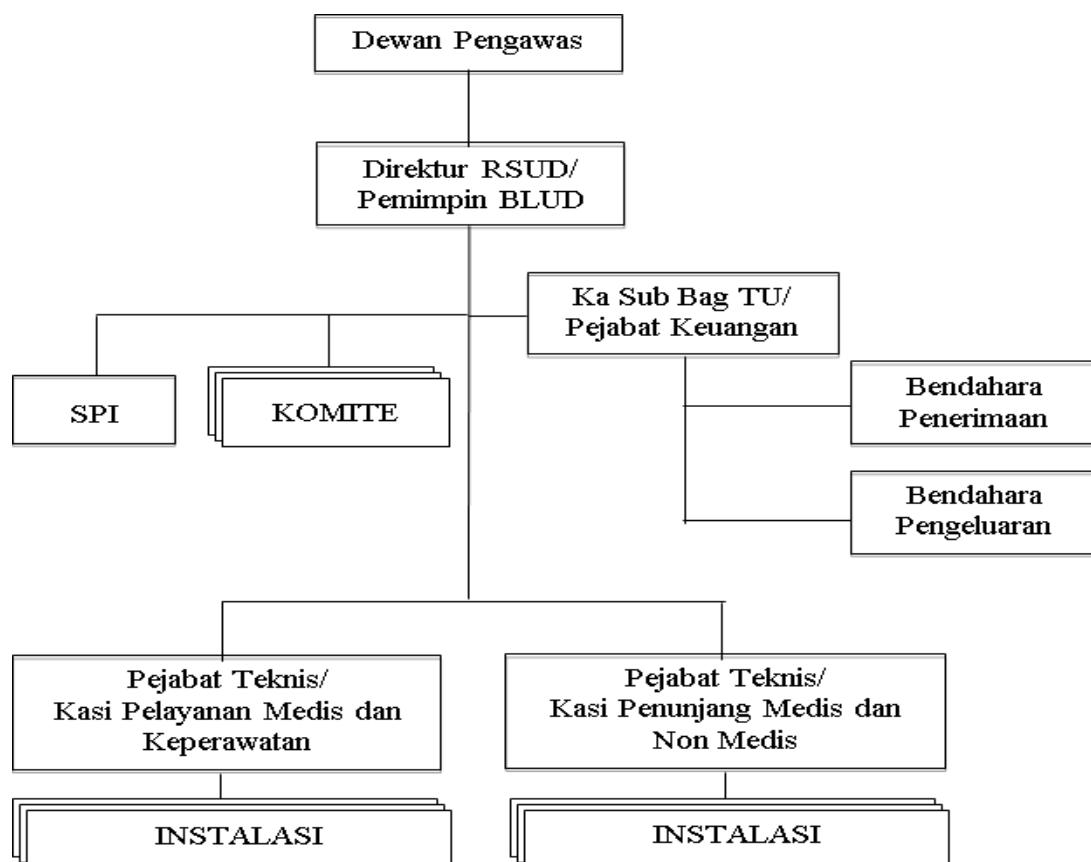 Dewan Pengawas
Direktur RSUD/
Pemimpin BLUD
Ka Sub Bag TU/
Pejabat Keuangan
SPI
KOMITE
Bendahara
Penerimaan
Bendahara
Pengeluaran
Pejabat Teknis/
Kasi Pelayanan Medis dan
Keperawatan
Pejabat Teknis/
Kasi Penunjang Medis dan
Non Medis
INSTALASI
INSTALASI